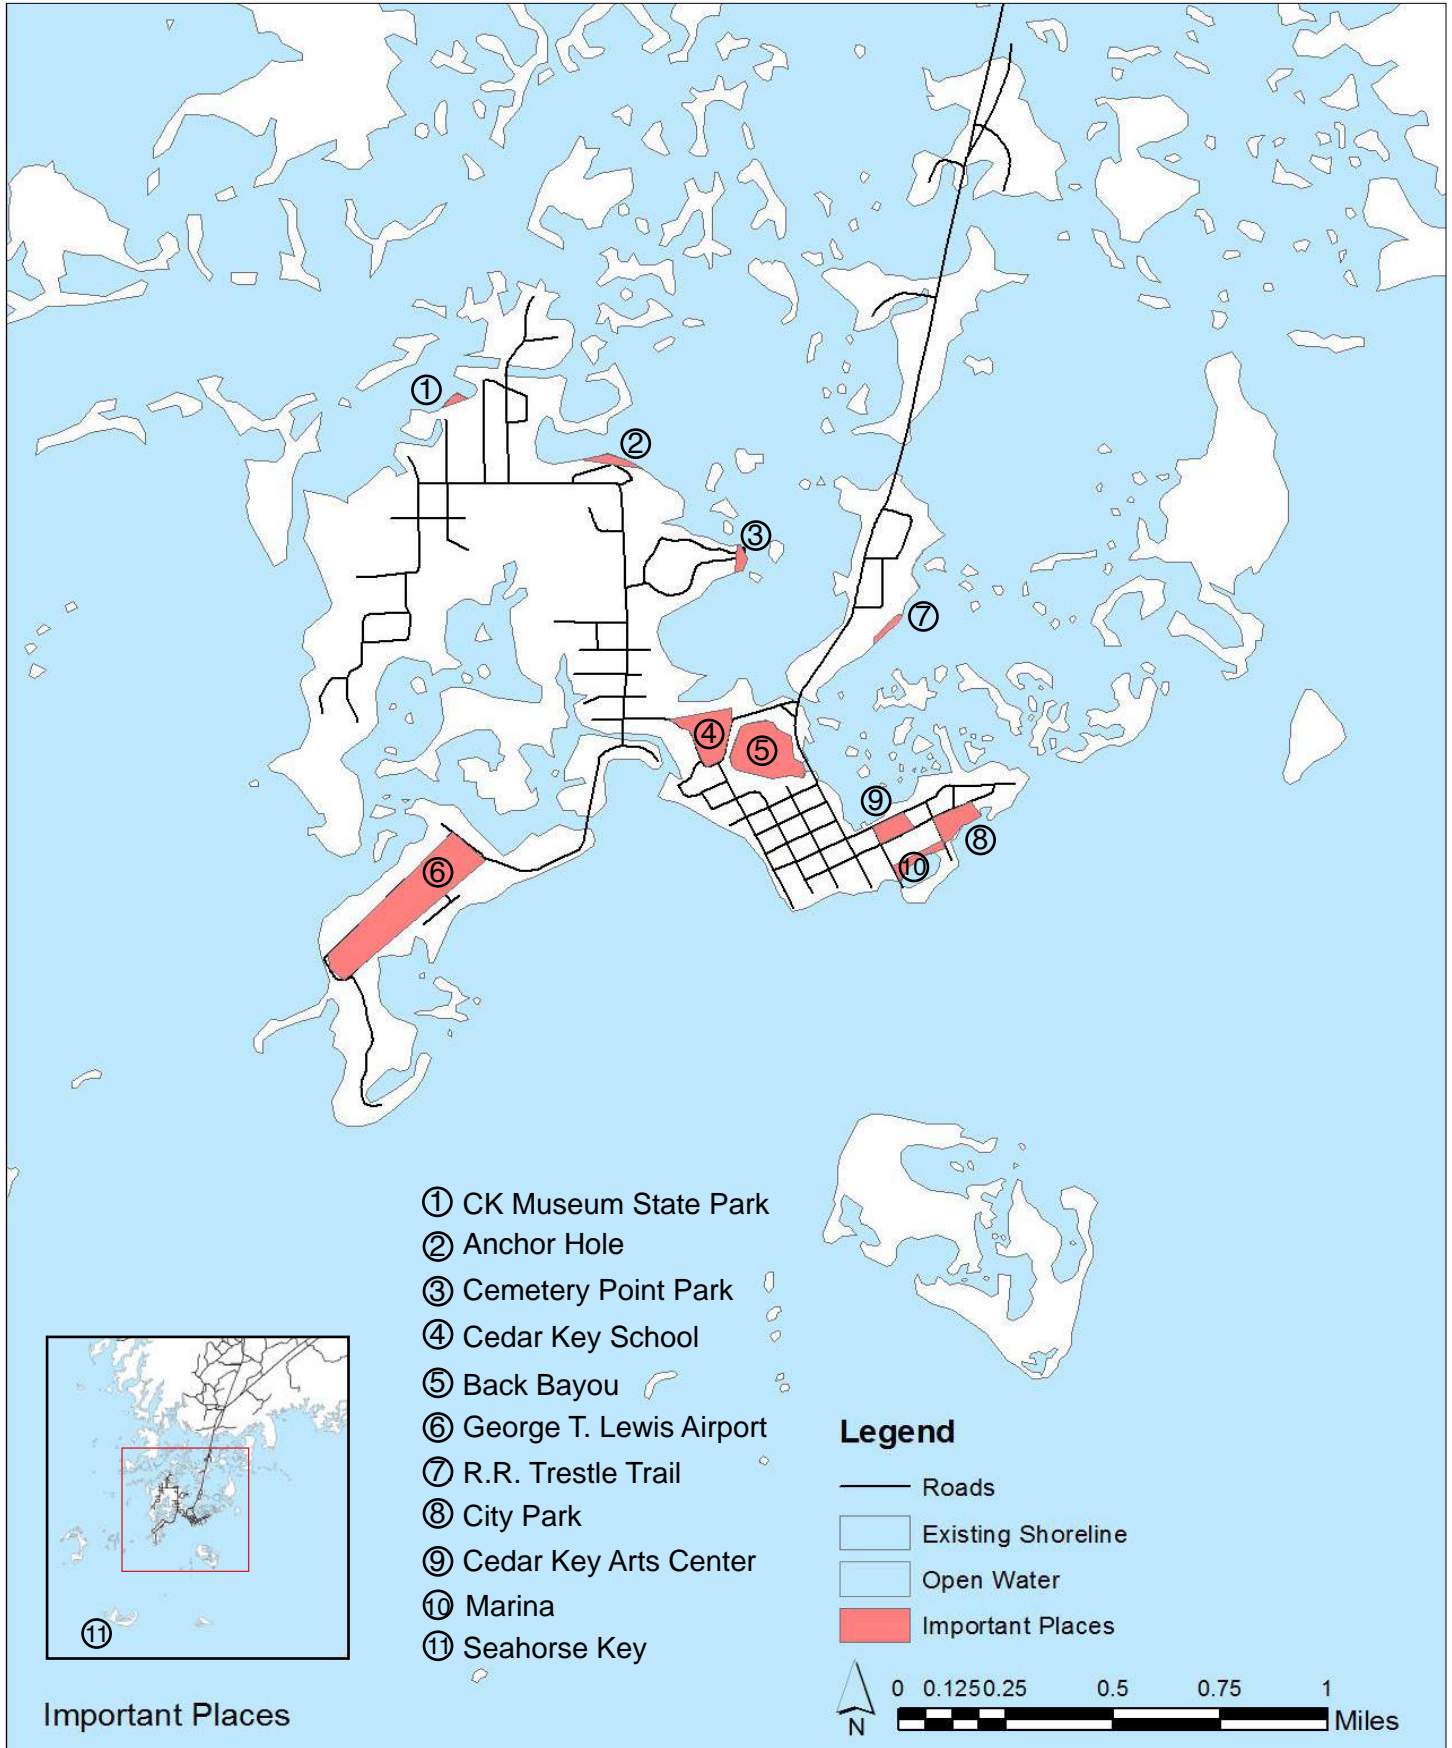 ①
②
③
④
⑤
⑥
⑦
⑧
⑨
⑩
① CK Museum State Park
② Anchor Hole
③ Cemetery Point Park
④ Cedar Key School
⑤ Back Bayou
⑥ George T. Lewis Airport
⑦ R.R. Trestle Trail
⑧ City Park
⑨ Cedar Key Arts Center
⑩ Marina
⑪ Seahorse Key
⑪
Important Places
Legend
Roads
Existing Shoreline
Open Water
Important Places
N
0 0.125 0.25 0.5 0.75 1
Miles